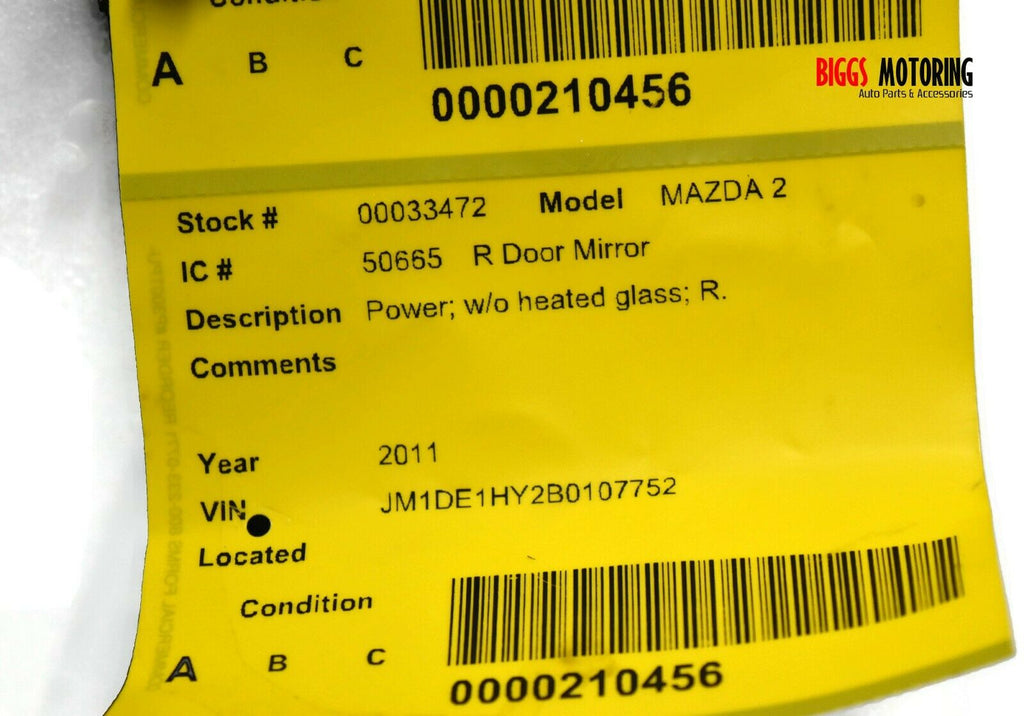 Condition
A B C
0000210456
BIGGS MOTORING
Auto Parts & Accessories
Stock # 00033472 Model MAZDA 2
IC # 50665 R Door Mirror
Description Power; w/o heated glass; R.
Comments
Year 2011
VIN JM1DE1HY2B0107752
Located
Condition
A B C
0000210456